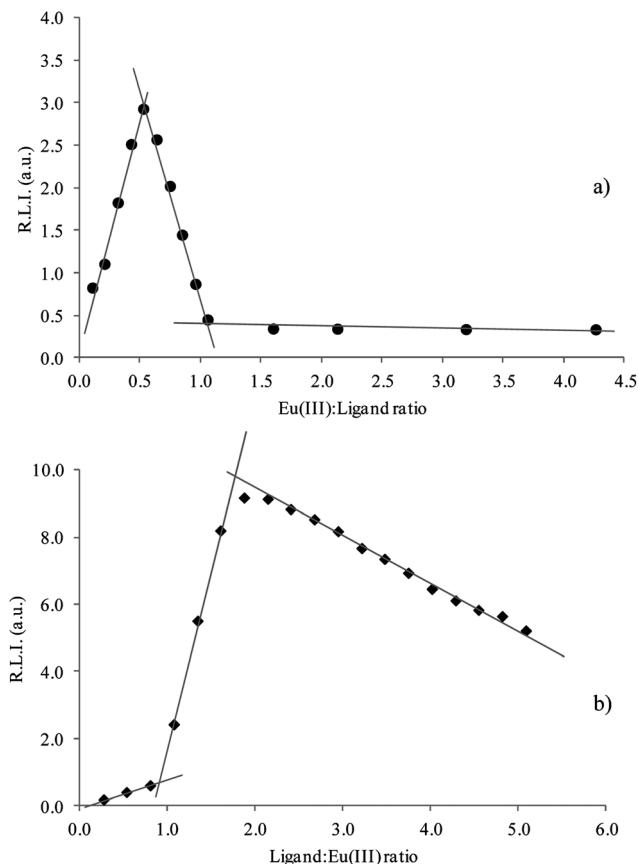 4.0
3.5
3.0
2.5
2.0
1.5
1.0
0.5
0.0
R.L.I. (a.u.)
a)
0.0 0.5 1.0 1.5 2.0 2.5 3.0 3.5 4.0 4.5
Eu(III):Ligand ratio
10.0
8.0
6.0
4.0
2.0
0.0
R.L.I. (a.u.)
b)
0.0 1.0 2.0 3.0 4.0 5.0 6.0
Ligand:Eu(III) ratio